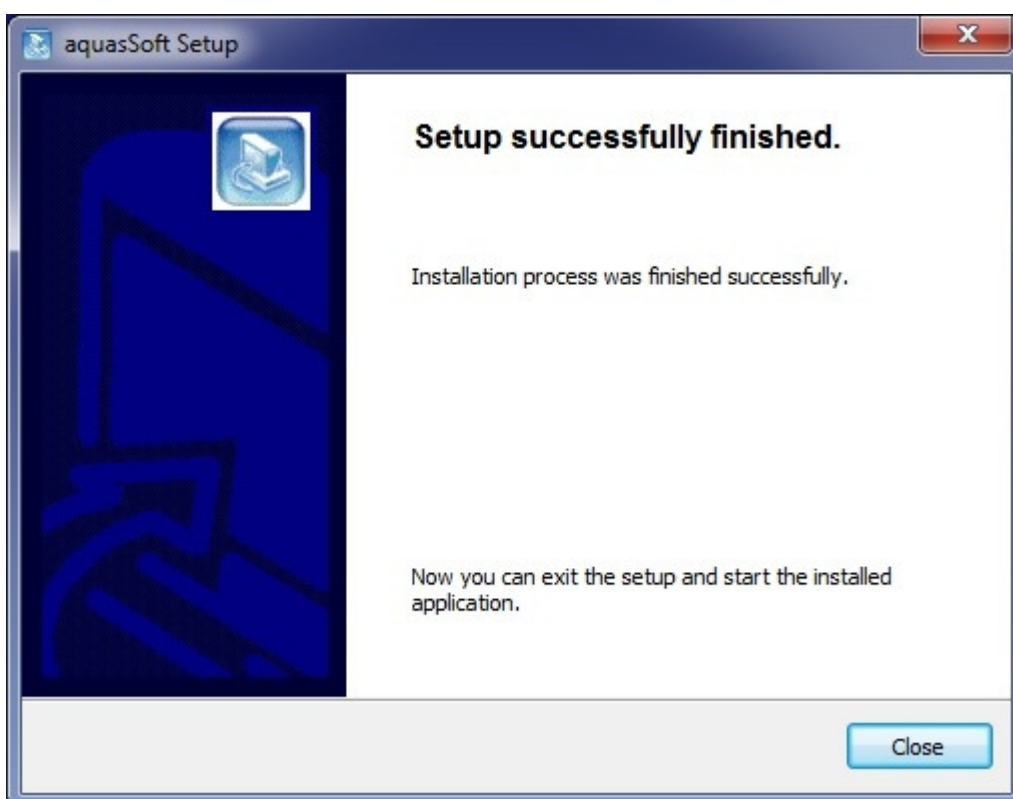 aquasSoft Setup
Setup successfully finished.
Installation process was finished successfully.
Now you can exit the setup and start the installed
application.
Close